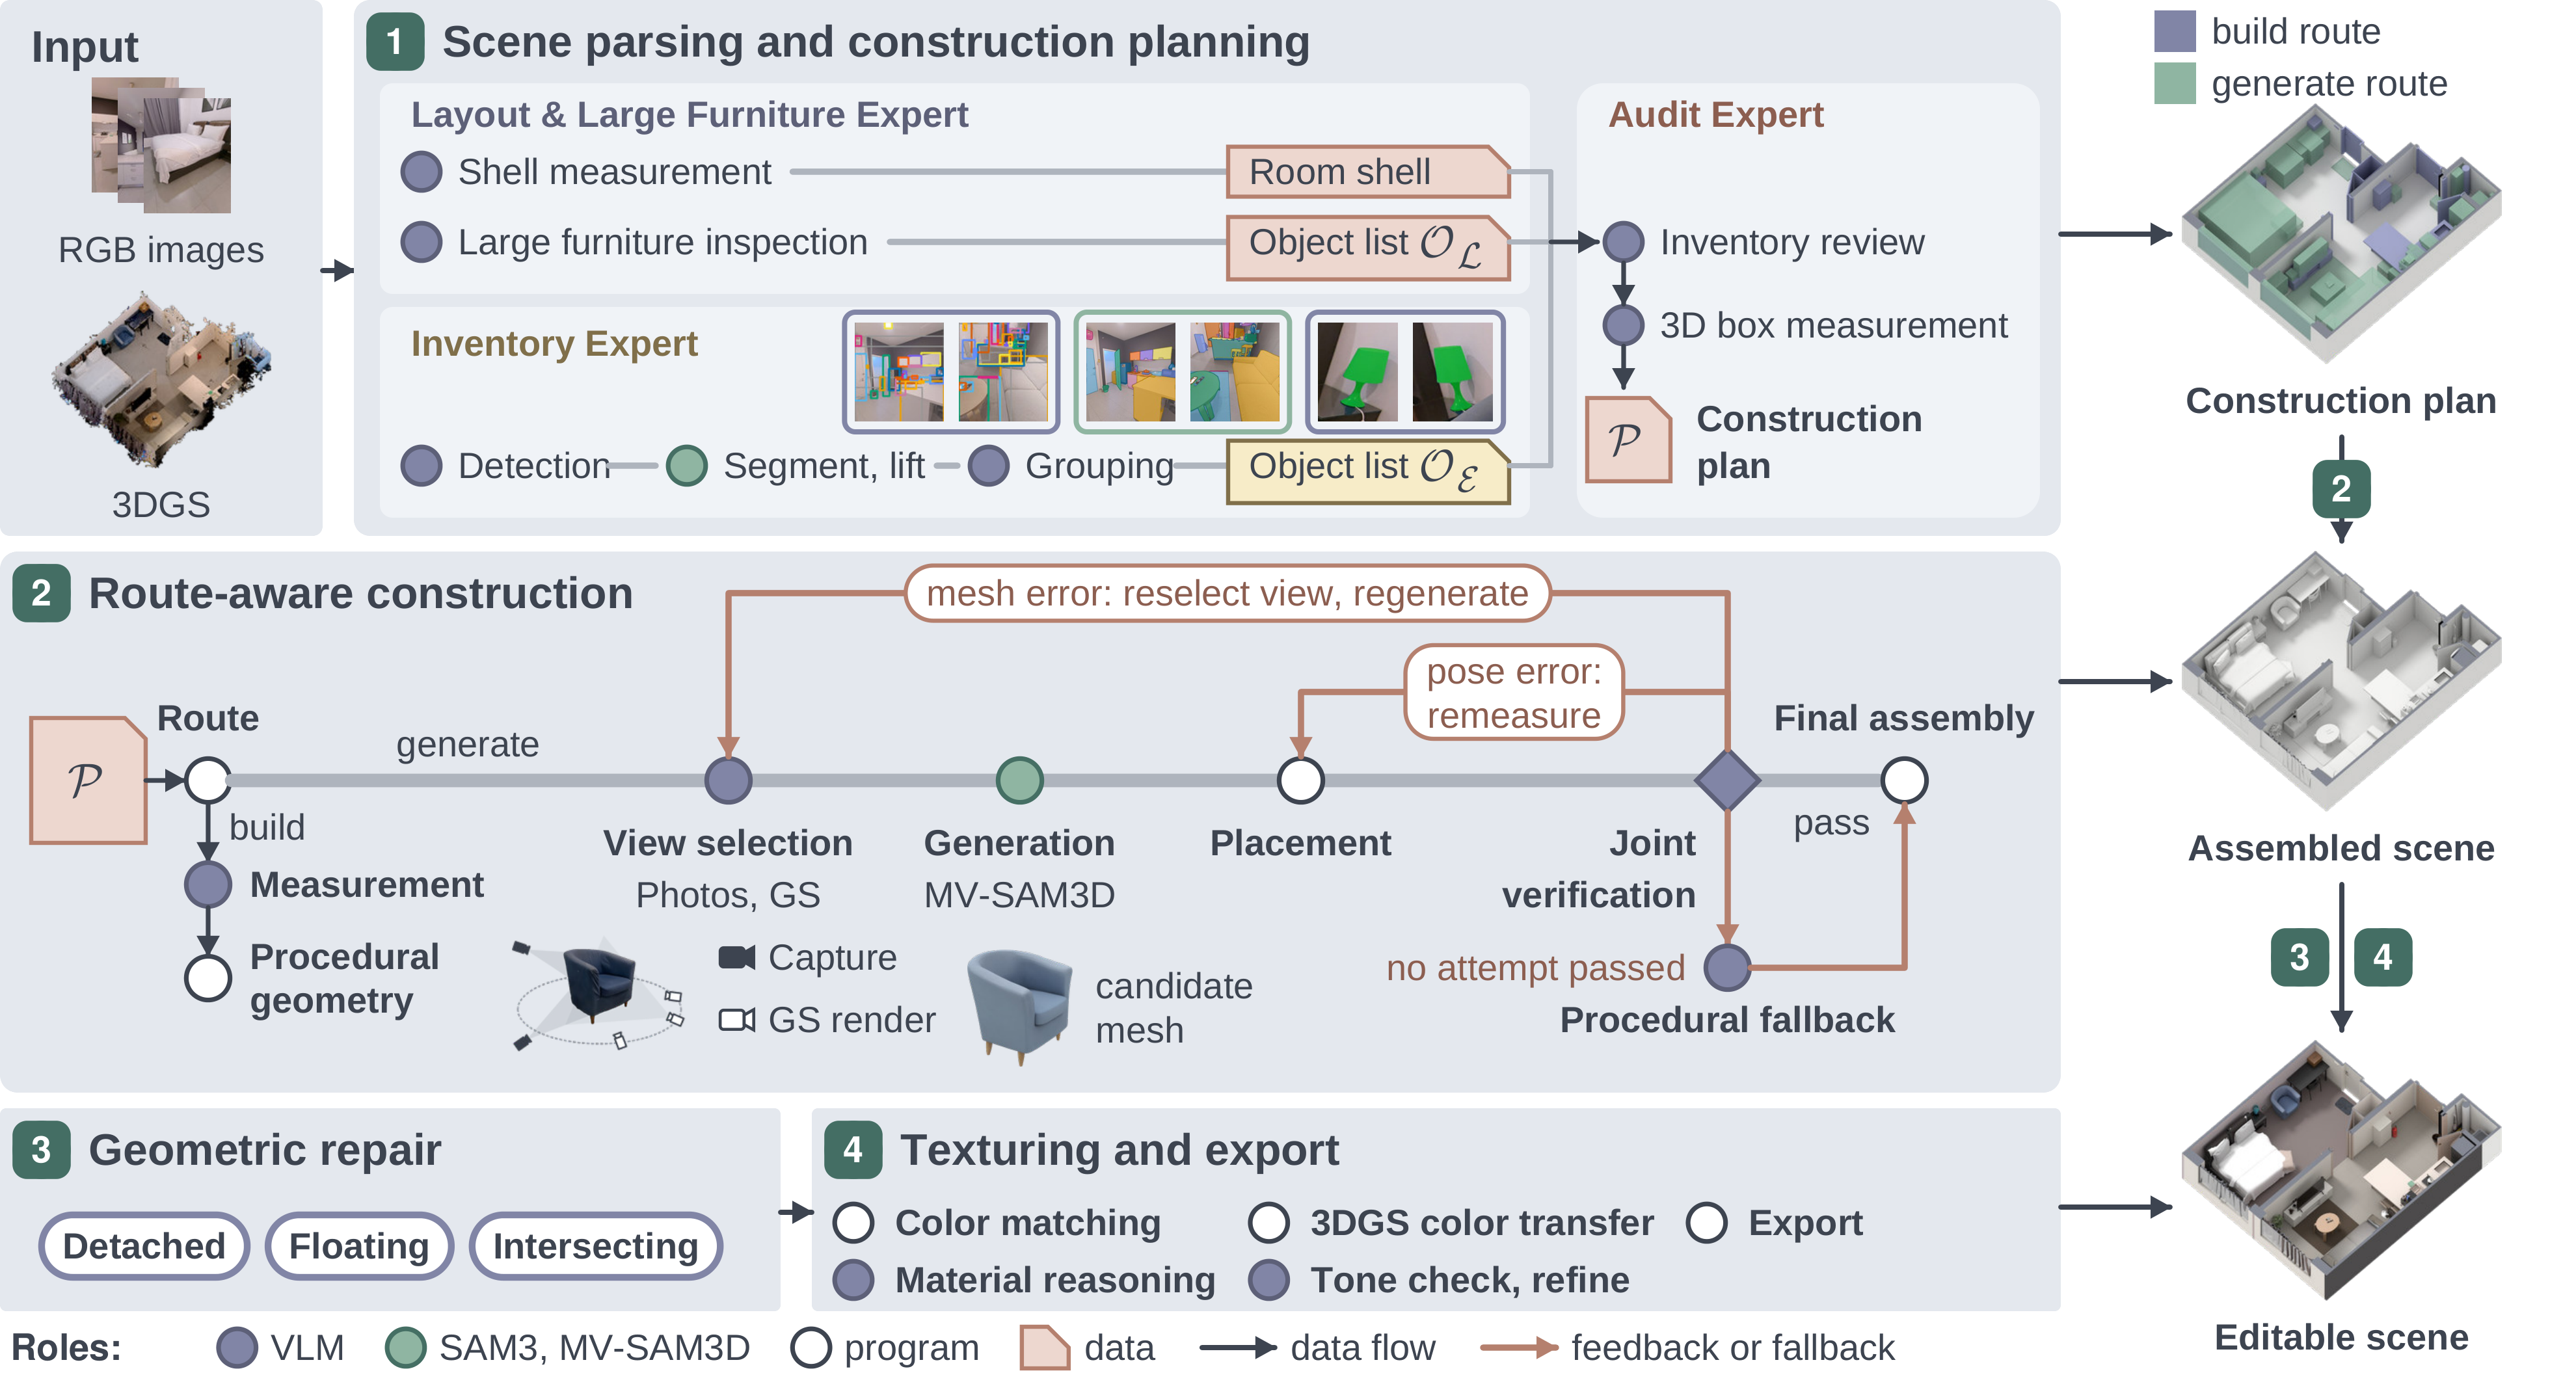 Input
RGB images
3DGS
1 Scene parsing and construction planning
Layout & Large Furniture Expert
Shell measurement
Room shell
Large furniture inspection
Object list 𝒪ℒ
Inventory Expert
Detection
Segment, lift
Grouping
Object list 𝒪ℰ
Audit Expert
Inventory review
3D box measurement
𝒫
Construction
plan
build route
generate route
Construction plan
2
Assembled scene
3 4
Editable scene
2 Route-aware construction
mesh error: reselect view, regenerate
pose error:
remeasure
𝒫
Route
generate
build
Measurement
Procedural
geometry
View selection
Photos, GS
Capture
GS render
Generation
MV-SAM3D
candidate
mesh
Placement
Joint
verification
pass
Final assembly
no attempt passed
Procedural fallback
3 Geometric repair
Detached
Floating
Intersecting
4 Texturing and export
Color matching
3DGS color transfer
Export
Material reasoning
Tone check, refine
Roles:
VLM
SAM3, MV-SAM3D
program
data
data flow
feedback or fallback